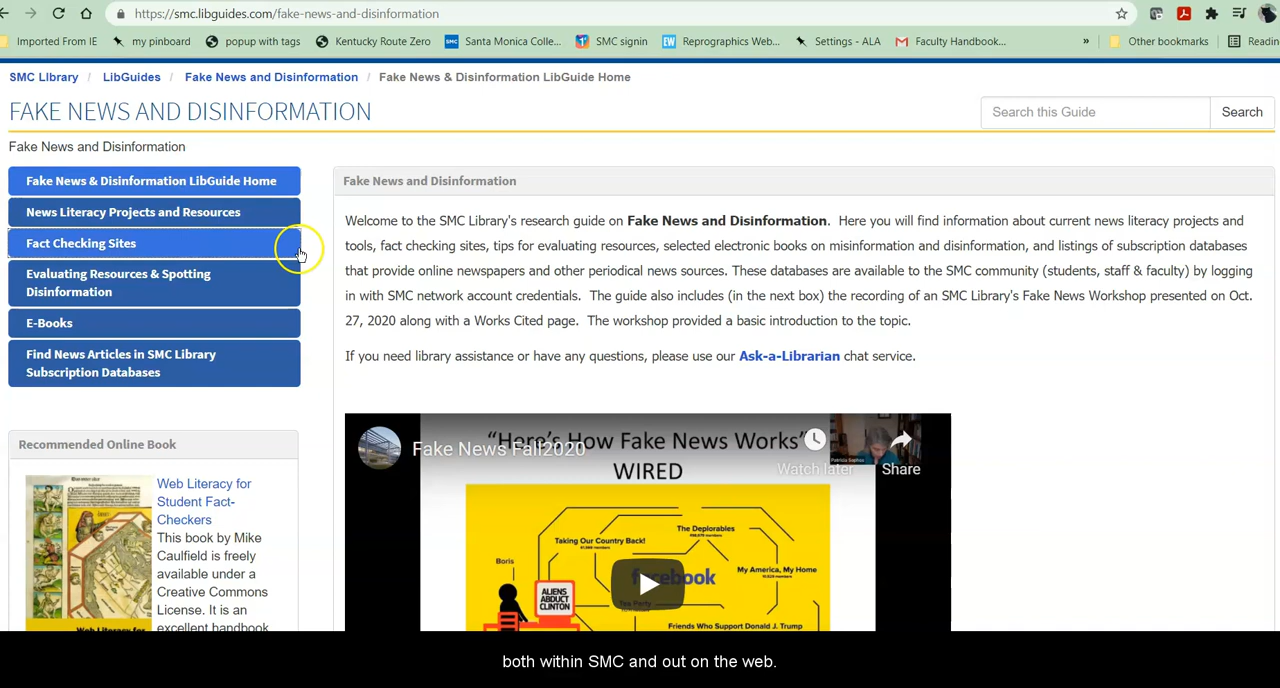 https://smc.libguides.com/fake-news-and-disinformation
Imported From IE my pinboard popup with tags Kentucky Route Zero SMC Santa Monica Colle... SMC signin EW Reprographics Web... Settings - ALA Faculty Handbook... » Other bookmarks Readin
SMC Library / LibGuides / Fake News and Disinformation / Fake News & Disinformation LibGuide Home
FAKE NEWS AND DISINFORMATION
Search this Guide Search
Fake News and Disinformation
Fake News & Disinformation LibGuide Home
News Literacy Projects and Resources
Fact Checking Sites
Evaluating Resources & Spotting
Disinformation
E-Books
Find News Articles in SMC Library
Subscription Databases
Recommended Online Book
Web Literacy for
Student Fact-
Checkers
This book by Mike
Caulfield is freely
available under a
Creative Commons
License. It is an
excellent handbook
Web Literacy for
Fake News and Disinformation
Welcome to the SMC Library's research guide on Fake News and Disinformation. Here you will find information about current news literacy projects and
tools, fact checking sites, tips for evaluating resources, selected electronic books on misinformation and disinformation, and listings of subscription databases
that provide online newspapers and other periodical news sources. These databases are available to the SMC community (students, staff & faculty) by logging
in with SMC network account credentials. The guide also includes (in the next box) the recording of an SMC Library's Fake News Workshop presented on Oct.
27, 2020 along with a Works Cited page. The workshop provided a basic introduction to the topic.
If you need library assistance or have any questions, please use our Ask-a-Librarian chat service.
"Here's How Fake News Works"
WIRED
Fake News Fall2020
Watch later
Share
The Deplorables
Taking Our Country Back!
Boris
facebook
My America, My Home
ALIENS
ABDUCT
CLINTON
Tea Party
Friends Who Support Donald J. Trump
both within SMC and out on the web.